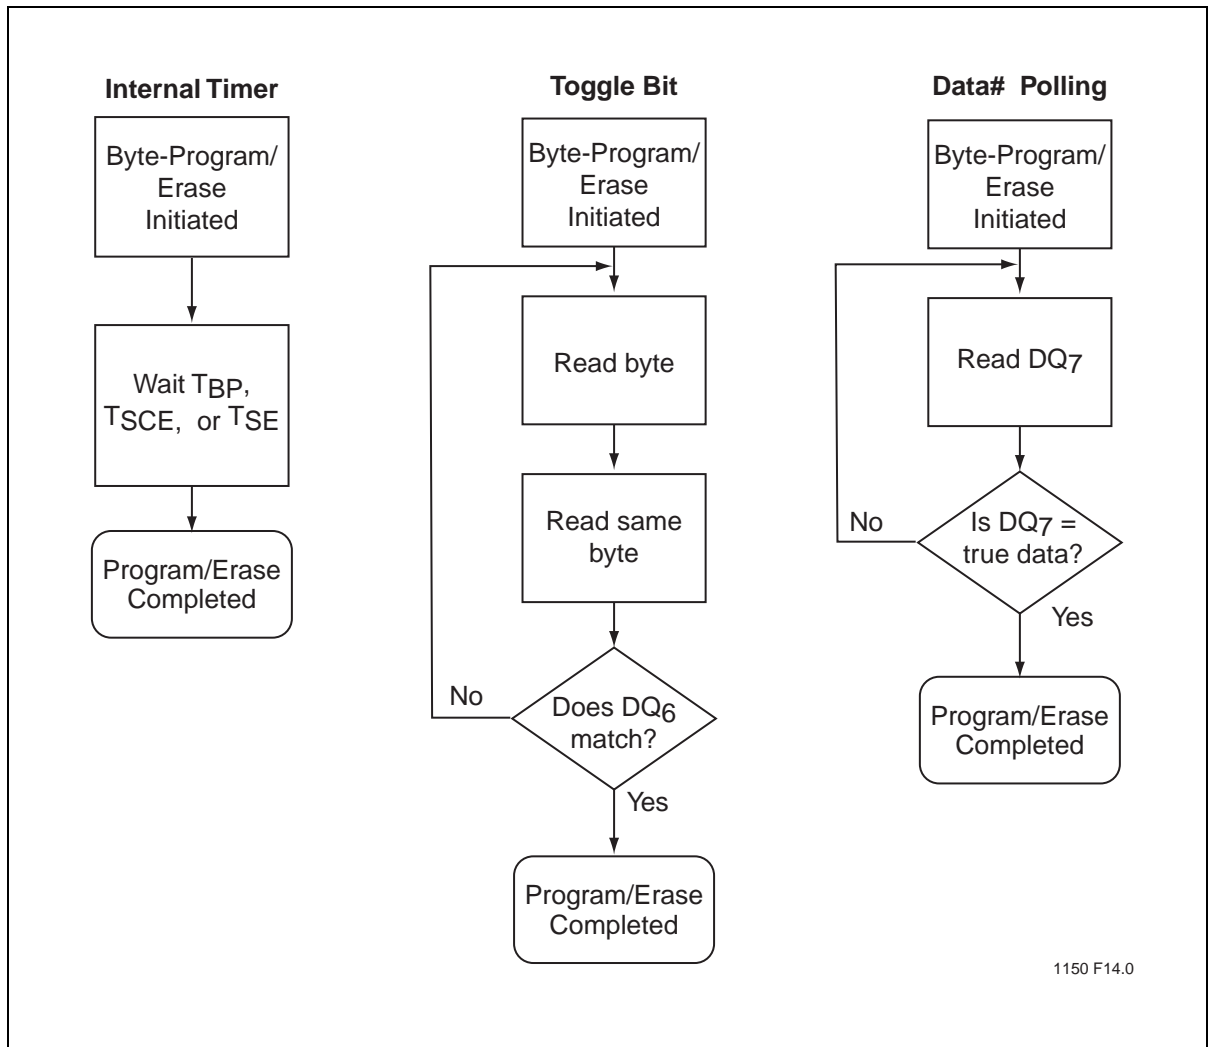 Internal Timer
Byte-Program/
Erase
Initiated
Wait TBP,
TSCE, or TSE
Program/Erase
Completed
Toggle Bit
Byte-Program/
Erase
Initiated
Read byte
Read same
byte
No
Does DQ6
match?
Yes
Program/Erase
Completed
Data# Polling
Byte-Program/
Erase
Initiated
Read DQ7
No
Is DQ7 =
true data?
Yes
Program/Erase
Completed
1150 F14.0